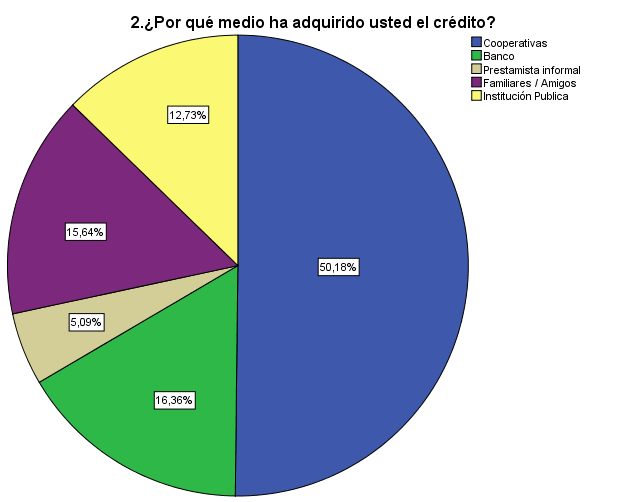 2.¿Por qué medio ha adquirido usted el crédito?
Cooperativas
Banco
Prestamista informal
Familiares / Amigos
Institución Publica
12,73%
15,64%
50,18%
5,09%
16,36%